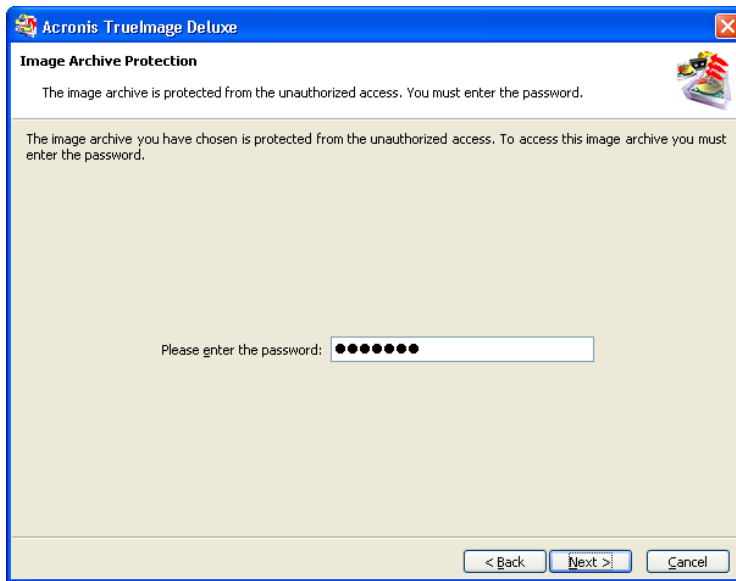 Acronis TrueImage Deluxe
Image Archive Protection
The image archive is protected from the unauthorized access. You must enter the password.
The image archive you have chosen is protected from the unauthorized access. To access this image archive you must
enter the password.
Please enter the password: ●●●●●●●
< Back Next > Cancel